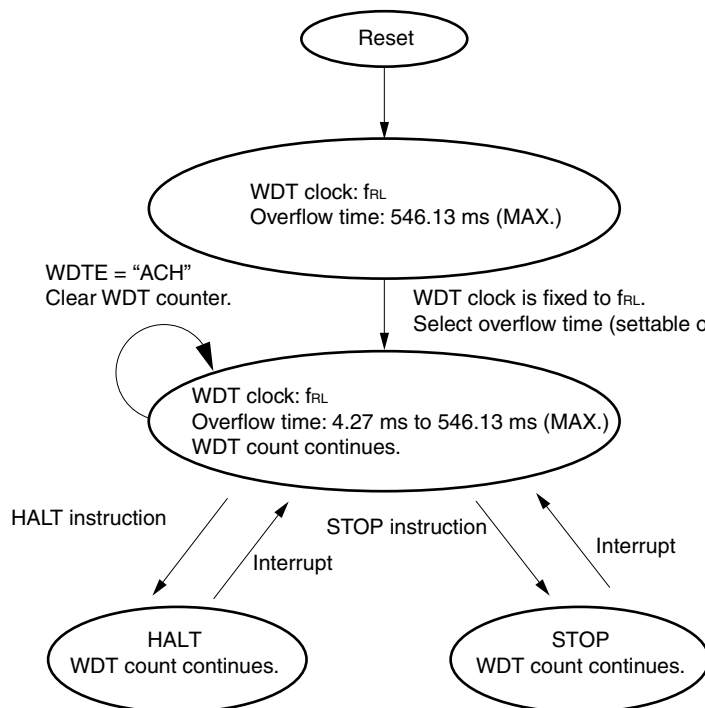 Reset
WDT clock: fRL
Overflow time: 546.13 ms (MAX.)
WDTE = “ACH”
Clear WDT counter.
WDT clock is fixed to fRL.
Select overflow time (settable o
WDT clock: fRL
Overflow time: 4.27 ms to 546.13 ms (MAX.)
WDT count continues.
HALT instruction
Interrupt
STOP instruction
Interrupt
HALT
WDT count continues.
STOP
WDT count continues.